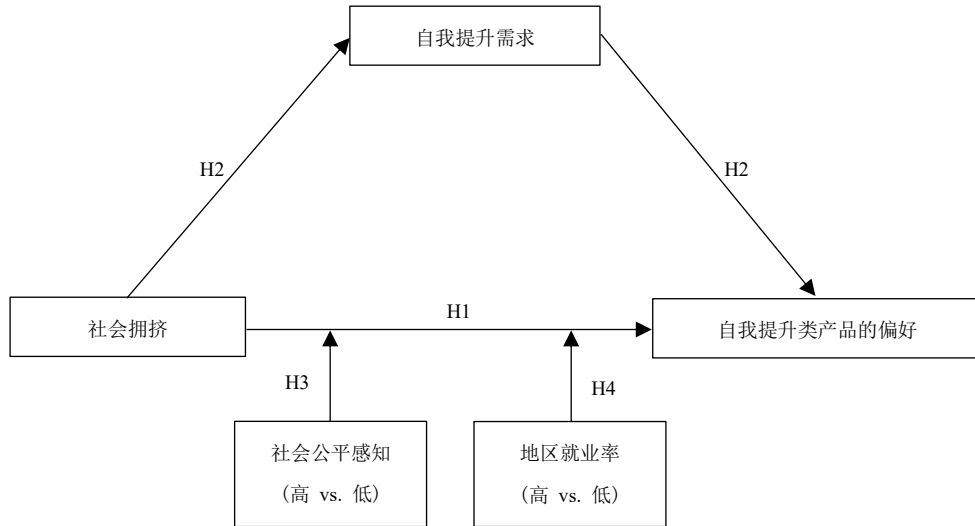 自我提升需求
H2
H2
社会拥挤
H1
自我提升类产品的偏好
H3
H4
社会公平感知
(高 vs. 低)
地区就业率
(高 vs. 低)